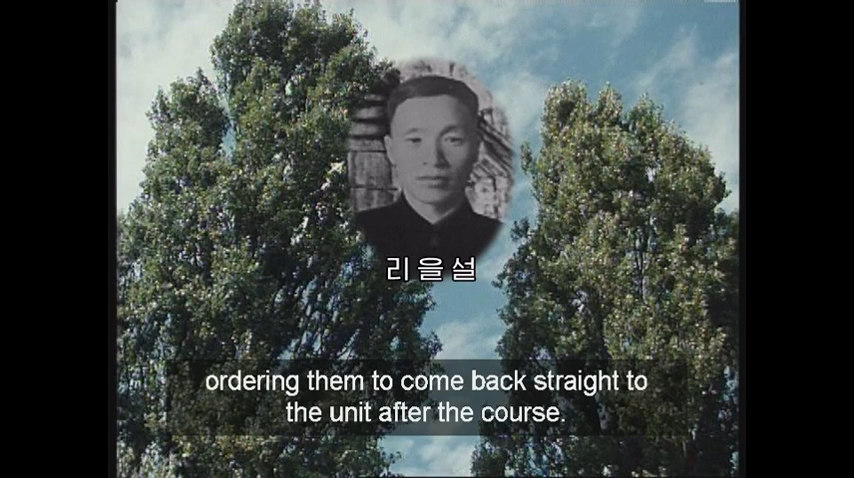 리을설
ordering them to come back straight to
the unit after the course.